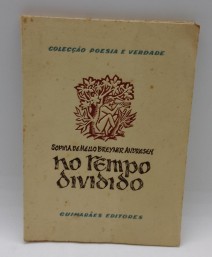 COLECÇÃO POESIA E VERDADE
SOPHIA DE MELLO BREYNER ANDRESEN
NO TEMPO
DIVIDIDO
GUIMARÃES EDITORES